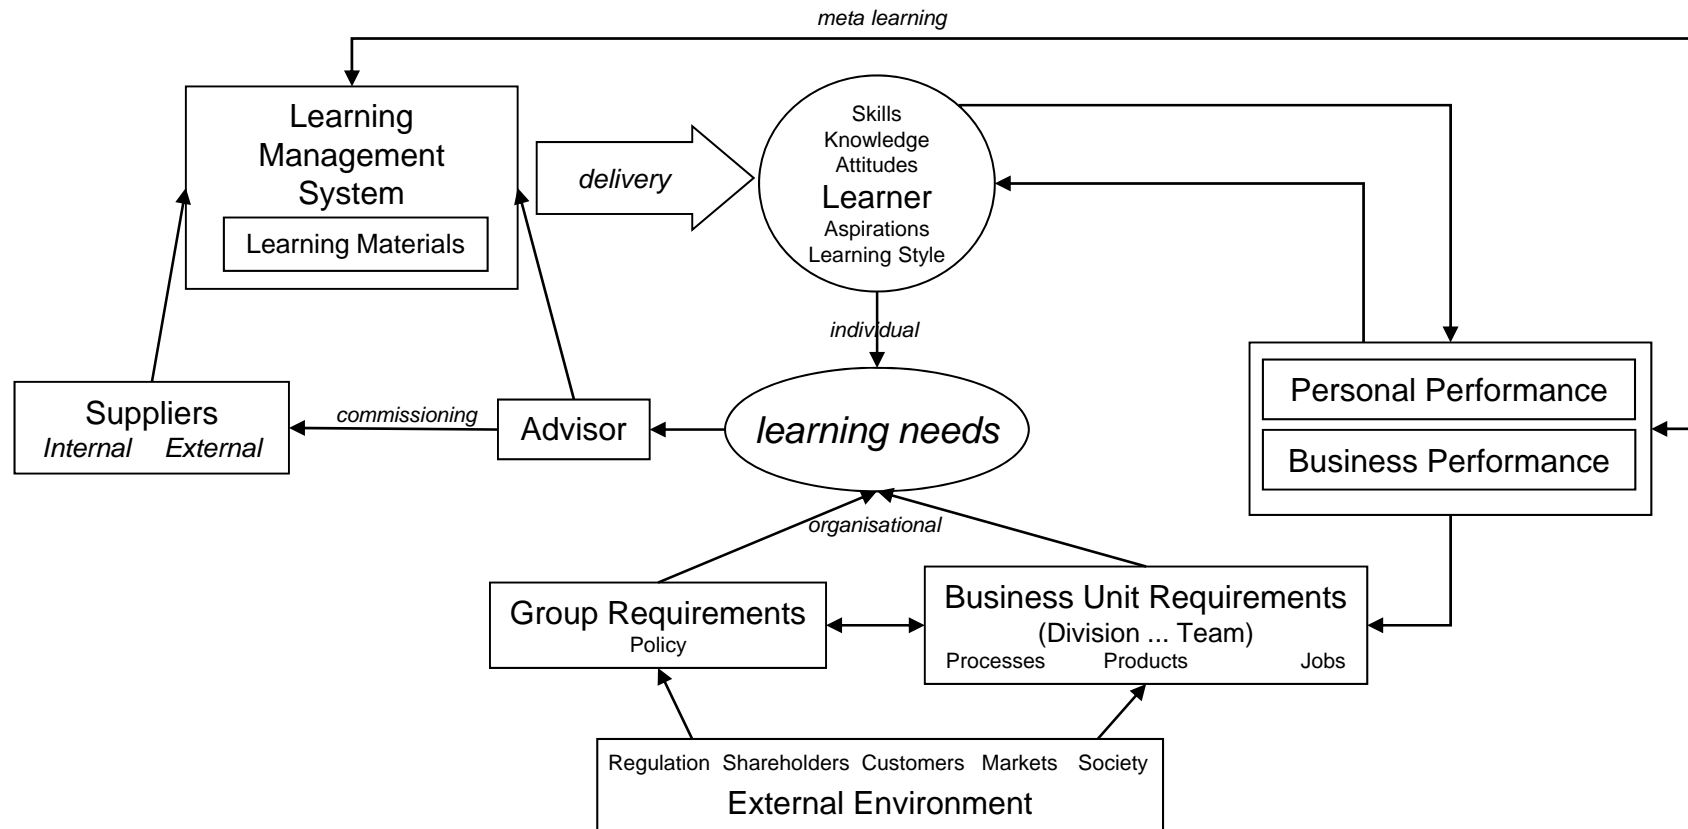 meta learning
Learning
Management
System
Learning Materials
delivery
Skills
Knowledge
Attitudes
Learner
Aspirations
Learning Style
individual
Personal Performance
Business Performance
Suppliers
Internal External
commissioning
Advisor
learning needs
organisational
Group Requirements
Policy
Business Unit Requirements
(Division ... Team)
Processes Products Jobs
Regulation Shareholders Customers Markets Society
External Environment